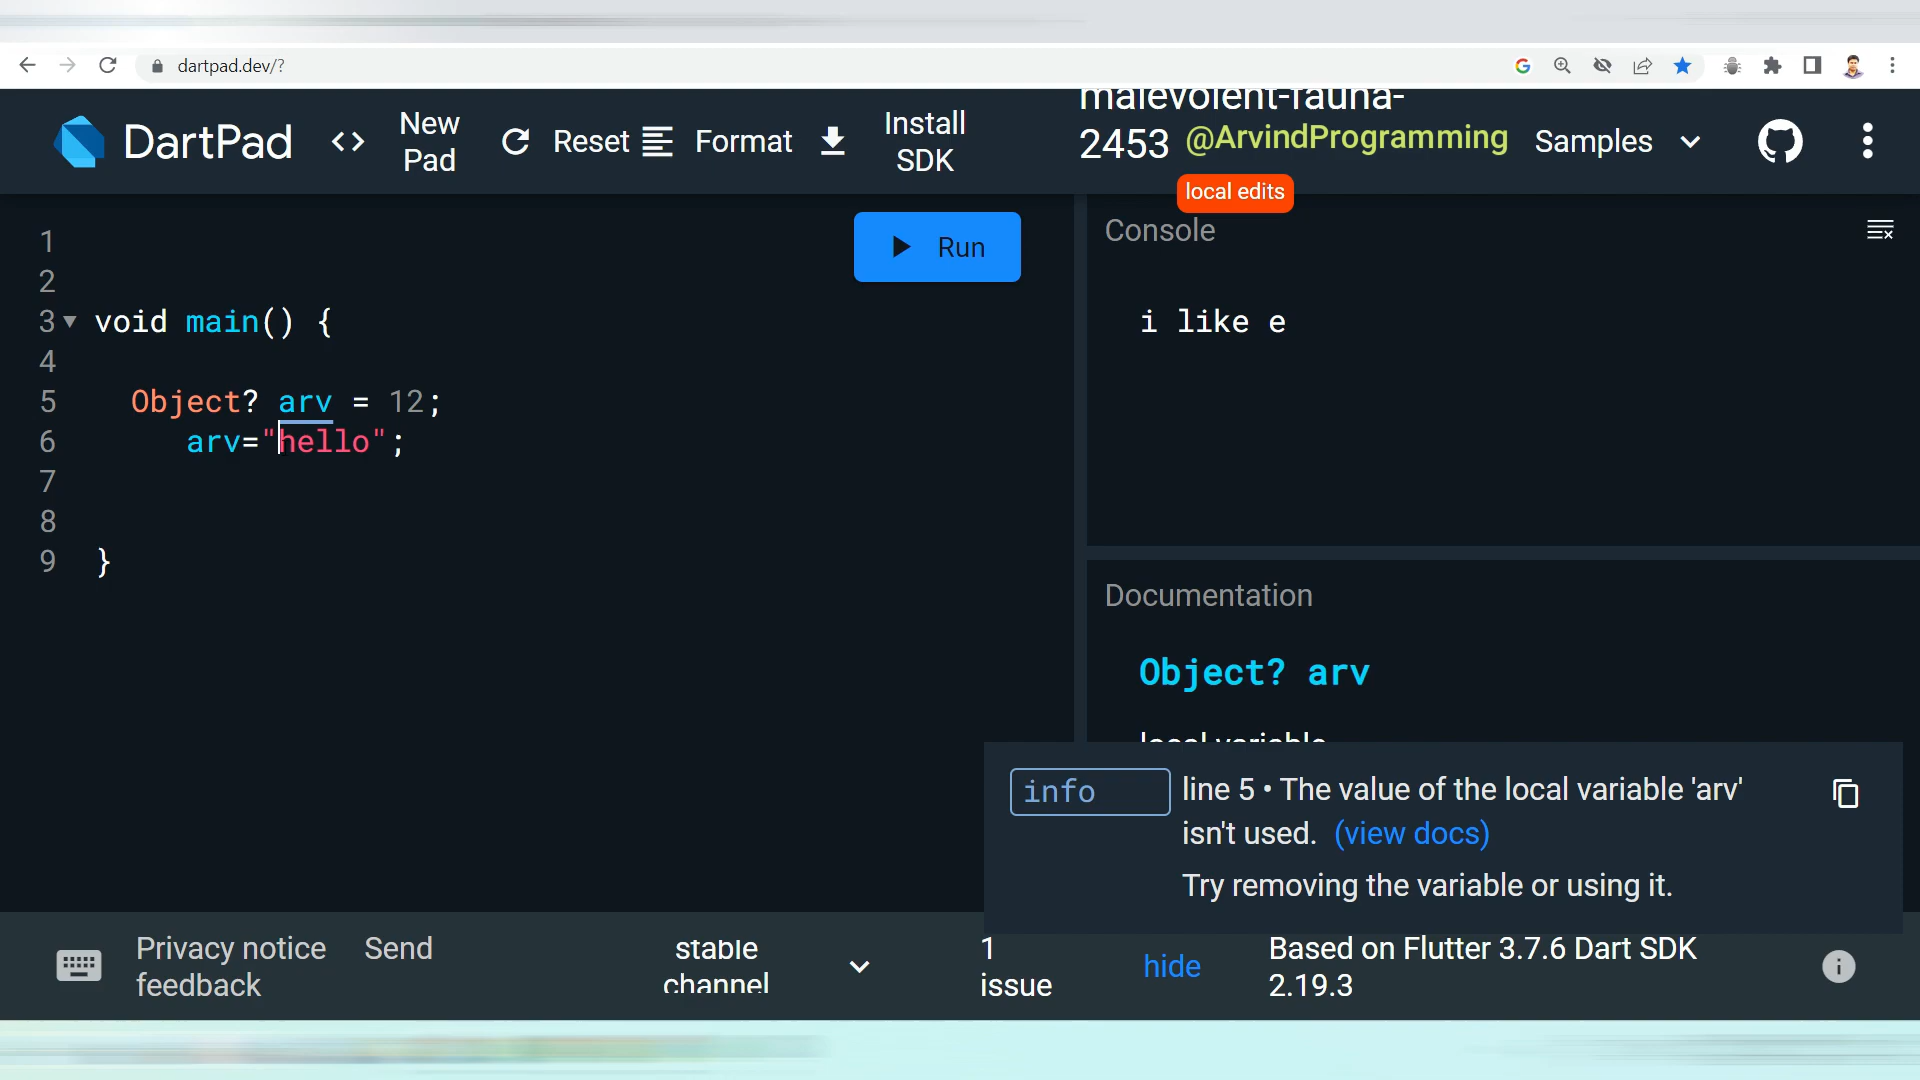 dartpad.dev/?
DartPad
<>
New
Pad
Reset
Format
Install
SDK
malevolent-fauna-
2453
@ArvindProgramming
local edits
Samples
1
2
3 void main() {
4
5 Object? arv = 12;
6 arv="hello";
7
8
9 }
Run
Console
i like e
Documentation
Object? arv
local variable
info
line 5 • The value of the local variable 'arv'
isn't used. (view docs)
Try removing the variable or using it.
Privacy notice
Send
feedback
stable
channel
1
issue
hide
Based on Flutter 3.7.6 Dart SDK
2.19.3